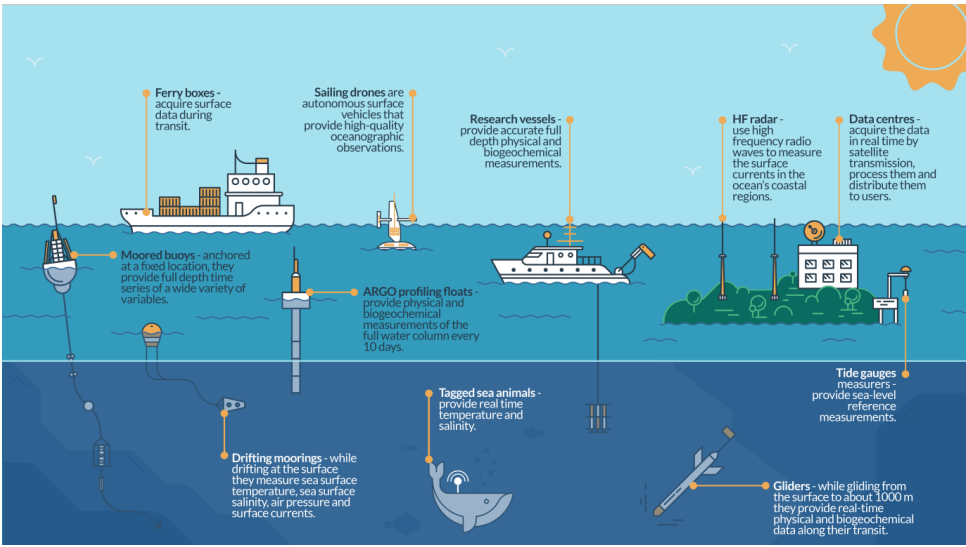 Ferry boxes -
acquire surface
data during
transit.
Sailing drones are
autonomous surface
vehicles that
provide high-quality
oceanographic
observations.
Research vessels -
provide accurate full
depth physical and
biogeochemical
measurements.
HF radar -
use high
frequency radio
waves to measure
the surface
currents in the
ocean's coastal
regions.
Data centres -
acquire the data
in real time by
satellite
transmission,
process them and
distribute them
to users.
Moored buoys - anchored
at a fixed location, they
provide full depth time
series of a wide variety of
variables.
ARGO profiling floats -
provide physical and
biogeochemical
measurements of the
full water column every
10 days.
Tide gauges
measurers -
provide sea-level
reference
measurements.
Tagged sea animals -
provide real time
temperature and
salinity.
Drifting moorings - while
drifting at the surface
they measure sea surface
temperature, sea surface
salinity, air pressure and
surface currents.
Gliders - while gliding from
the surface to about 1000 m
they provide real-time
physical and biogeochemical
data along their transit.